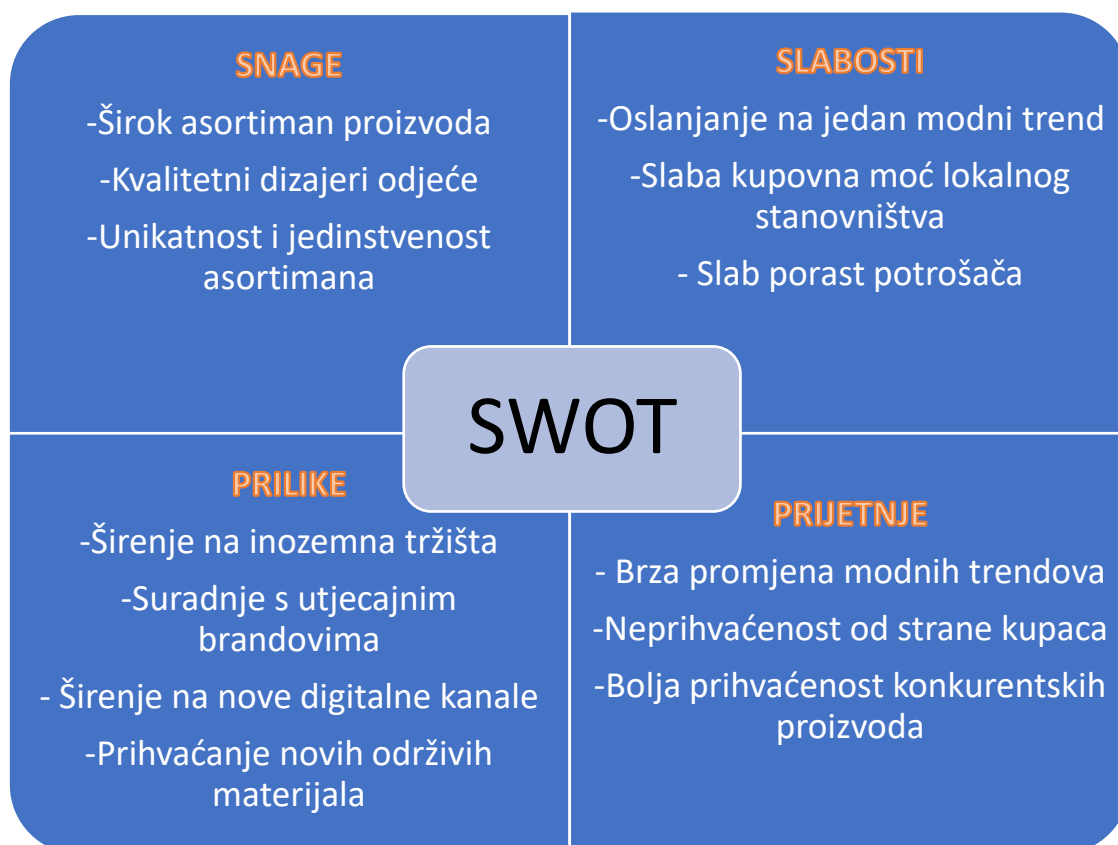 SNAGE
-Širok asortiman proizvoda
-Kvalitetni dizajeri odjeće
-Unikatnost i jedinstvenost
asortimana
SLABOSTI
-Oslanjanje na jedan modni trend
-Slaba kupovna moć lokalnog
stanovništva
- Slab porast potrošača
SWOT
PRILIKE
-Širenje na inozemna tržišta
-Suradnje s utjecajnim
brandovima
- Širenje na nove digitalne kanale
-Prihvaćanje novih održivih
materijala
PRIJETNJE
- Brza promjena modnih trendova
-Neprihvaćenost od strane kupaca
-Bolja prihvaćenost konkurentskih
proizvoda